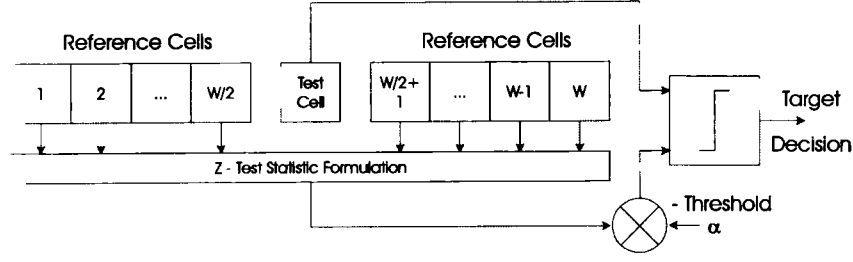 Reference Cells
Reference Cells
1
2
...
W/2
Test
Cell
W/2+
1
...
W-1
W
Target
Decision
Z - Test Statistic Formulation
- Threshold
α